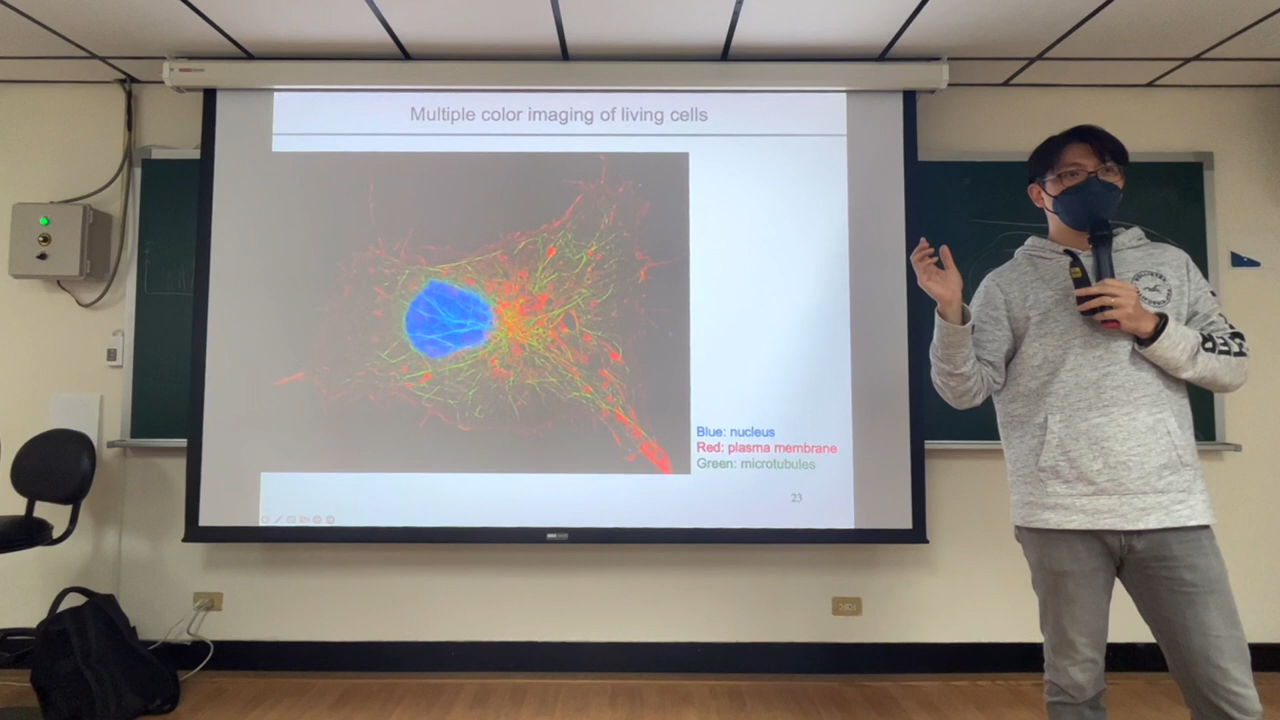 Multiple color imaging of living cells
Blue: nucleus
Red: plasma membrane
Green: microtubules
23